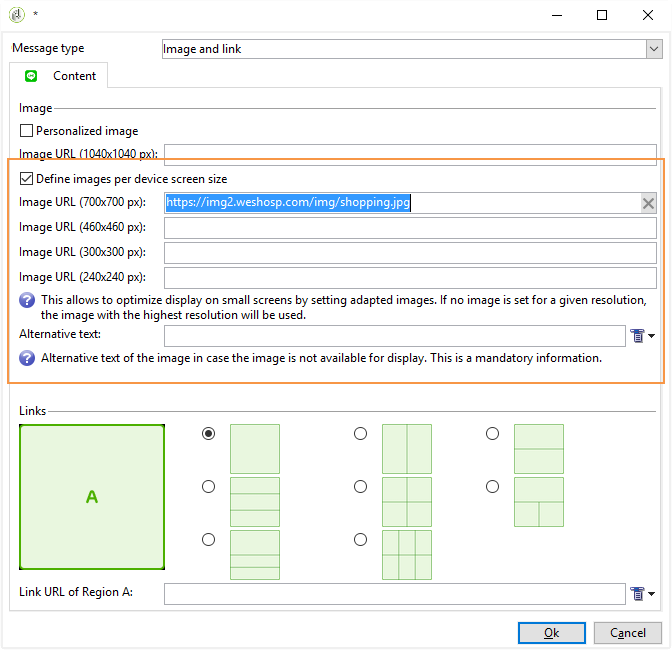 *
Message type
Image and link
Content
Image
Personalized image
Image URL (1040x1040 px):
Define images per device screen size
Image URL (700x700 px):
https://img2.weshosp.com/img/shopping.jpg
Image URL (460x460 px):
Image URL (300x300 px):
Image URL (240x240 px):
? This allows to optimize display on small screens by setting adapted images. If no image is set for a given resolution,
the image with the highest resolution will be used.
Alternative text:
? Alternative text of the image in case the image is not available for display. This is a mandatory information.
Links
A
Link URL of Region A:
Ok
Cancel